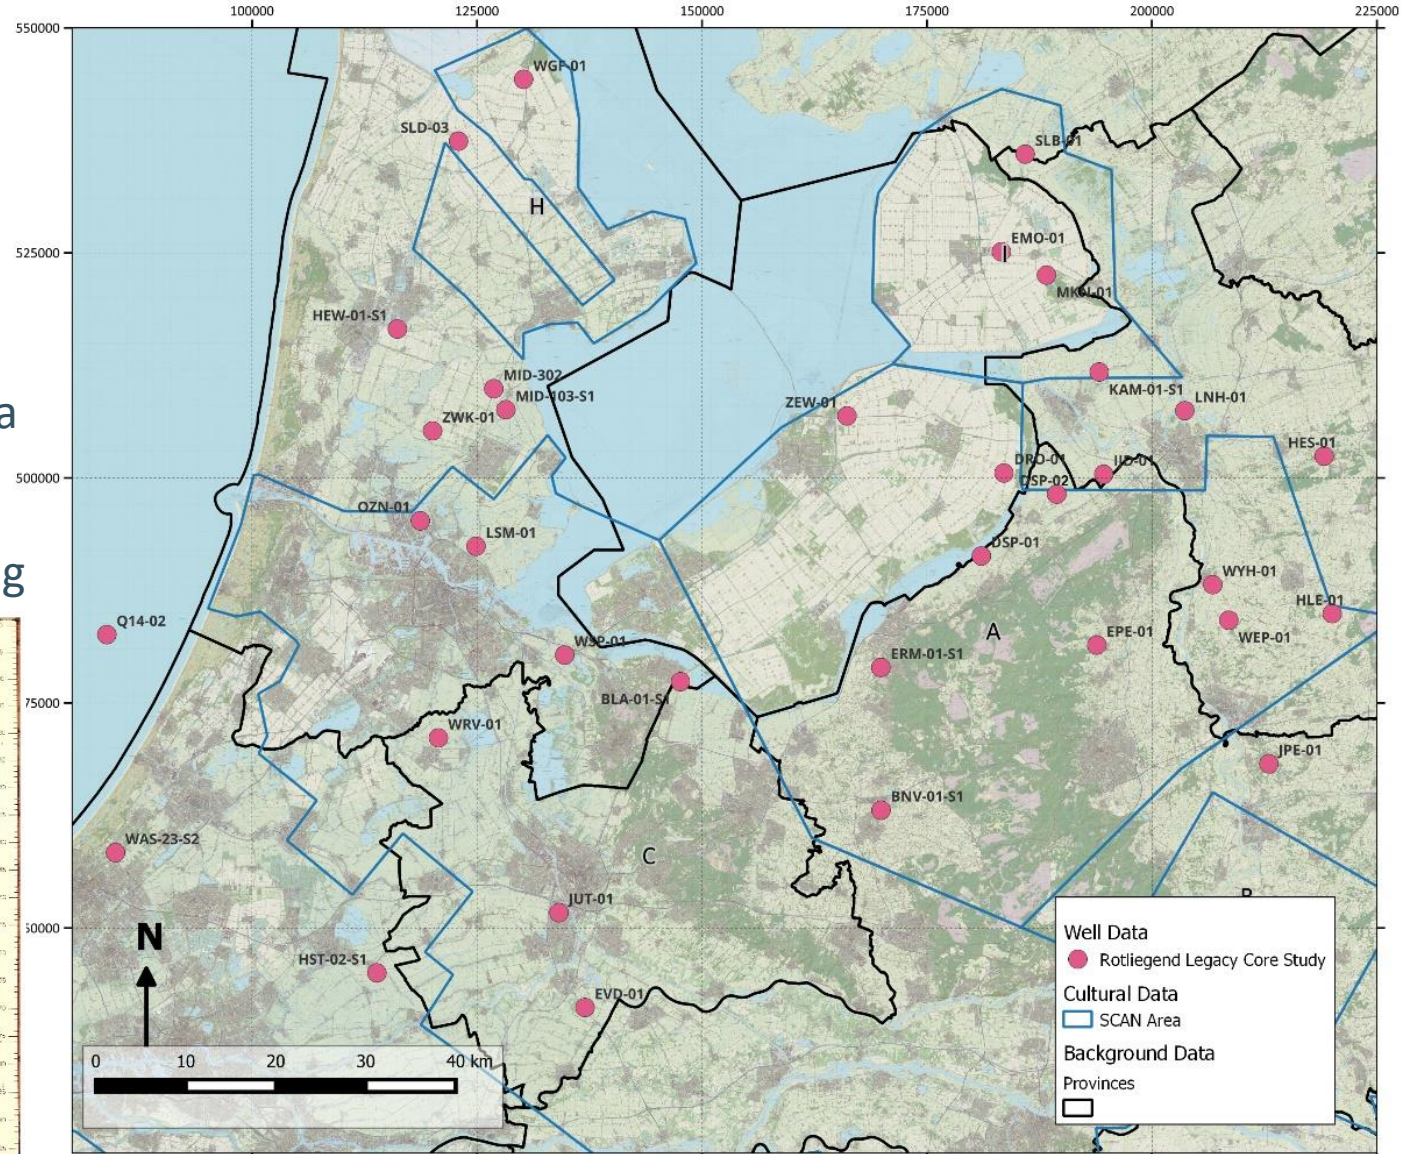 100000 125000 150000 175000 200000 225000
550000
WGF-01
SLD-03
SLB-01
H
EMO-01
525000
I
MKN-01
HEW-01-S1
MID-302
KAM-01-S1
MID-103-S1
LNH-01
a
ZEW-01
ZWK-01
HES-01
DRO-01
500000
DSP-02
OZN-01
LSM-01
DSP-01
g
WYH-01
HLE-01
Q14-02
A
EPE-01
WEP-01
WSP-01
ERM-01-S1
BLA-01-S1
75000
WRV-01
JPE-01
BNV-01-S1
WAS-23-S2
C
JUT-01
50000
N
Well Data
HST-02-S1
Rotliegend Legacy Core Study
EVD-01
Cultural Data
SCAN Area
0 10 20 30 40 km
Background Data
Provinces